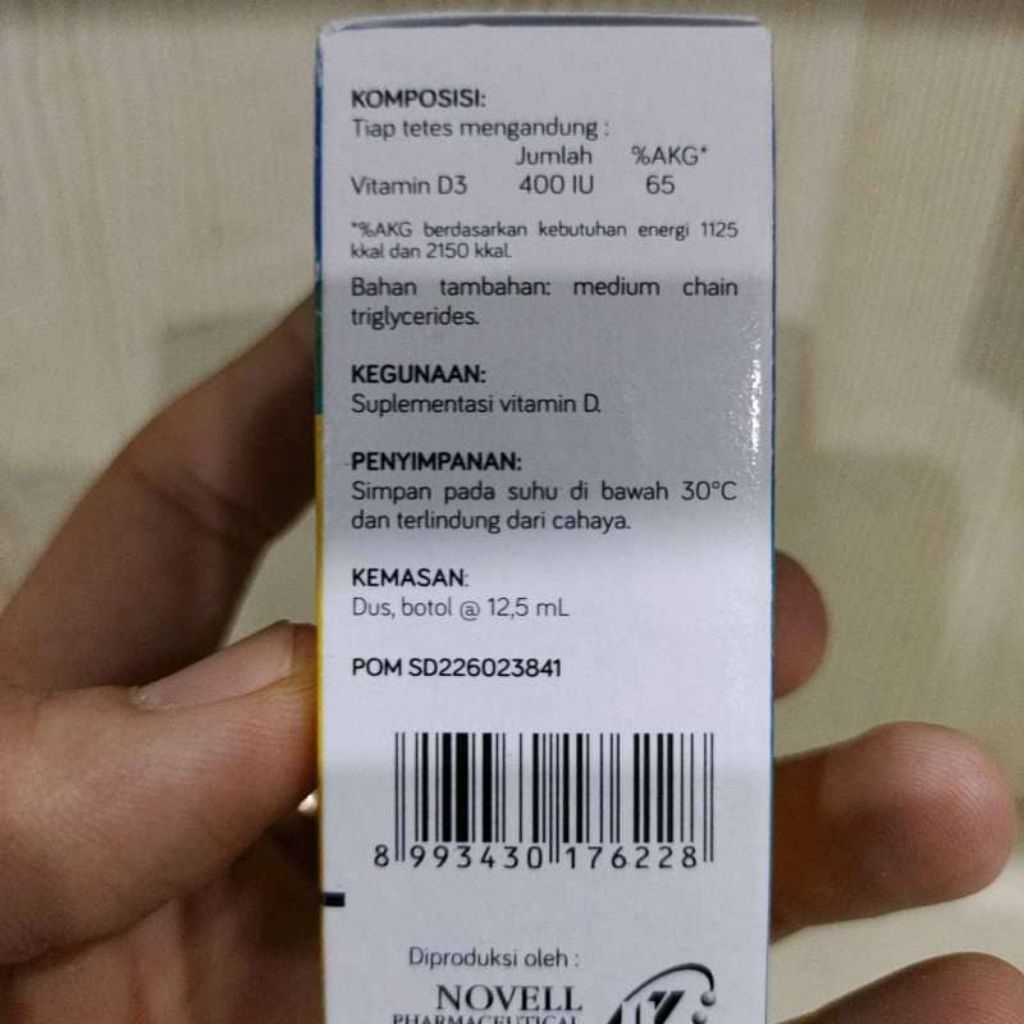 KOMPOSISI:
Tiap tetes mengandung :
Jumlah %AKG*
Vitamin D3 400 IU 65
*%AKG berdasarkan kebutuhan energi 1125
kkal dan 2150 kkal.
Bahan tambahan: medium chain
triglycerides.
KEGUNAAN:
Suplementasi vitamin D.
PENYIMPANAN:
Simpan pada suhu di bawah 30°C
dan terlindung dari cahaya.
KEMASAN:
Dus, botol @ 12,5 mL
POM SD226023841
8 993430 176228
Diproduksi oleh :
NOVELL
PHARMACEUTICAL